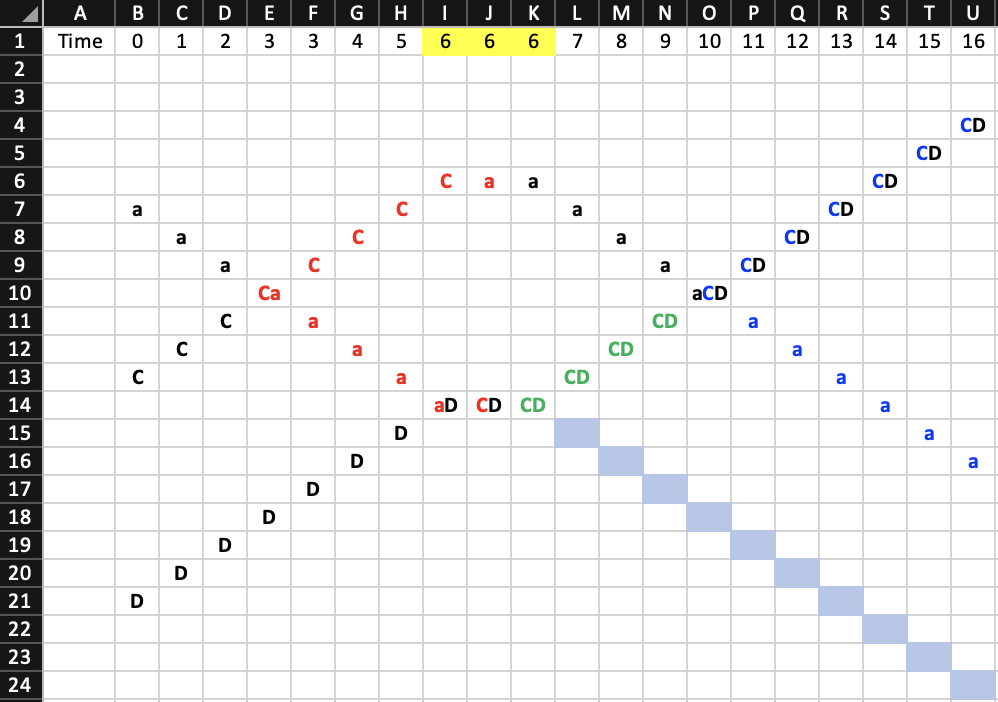 A B C D E F G H I J K L M N O P Q R S T U
1 Time 0 1 2 3 3 4 5 6 6 6 7 8 9 10 11 12 13 14 15 16
2
3
4 CD
5 CD
6 C a a CD
7 a C a CD
8 a C a CD
9 a C a CD
10 Ca aCD
11 C a CD a
12 C a CD a
13 C a CD a
14 aD CD CD a
15 D a
16 D a
17 D
18 D
19 D
20 D
21 D
22
23
24